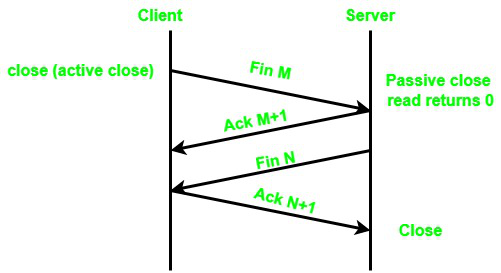 Client
Server
close (active close)
Fin M
Passive close
read returns 0
Ack M+1
Fin N
Ack N+1
Close